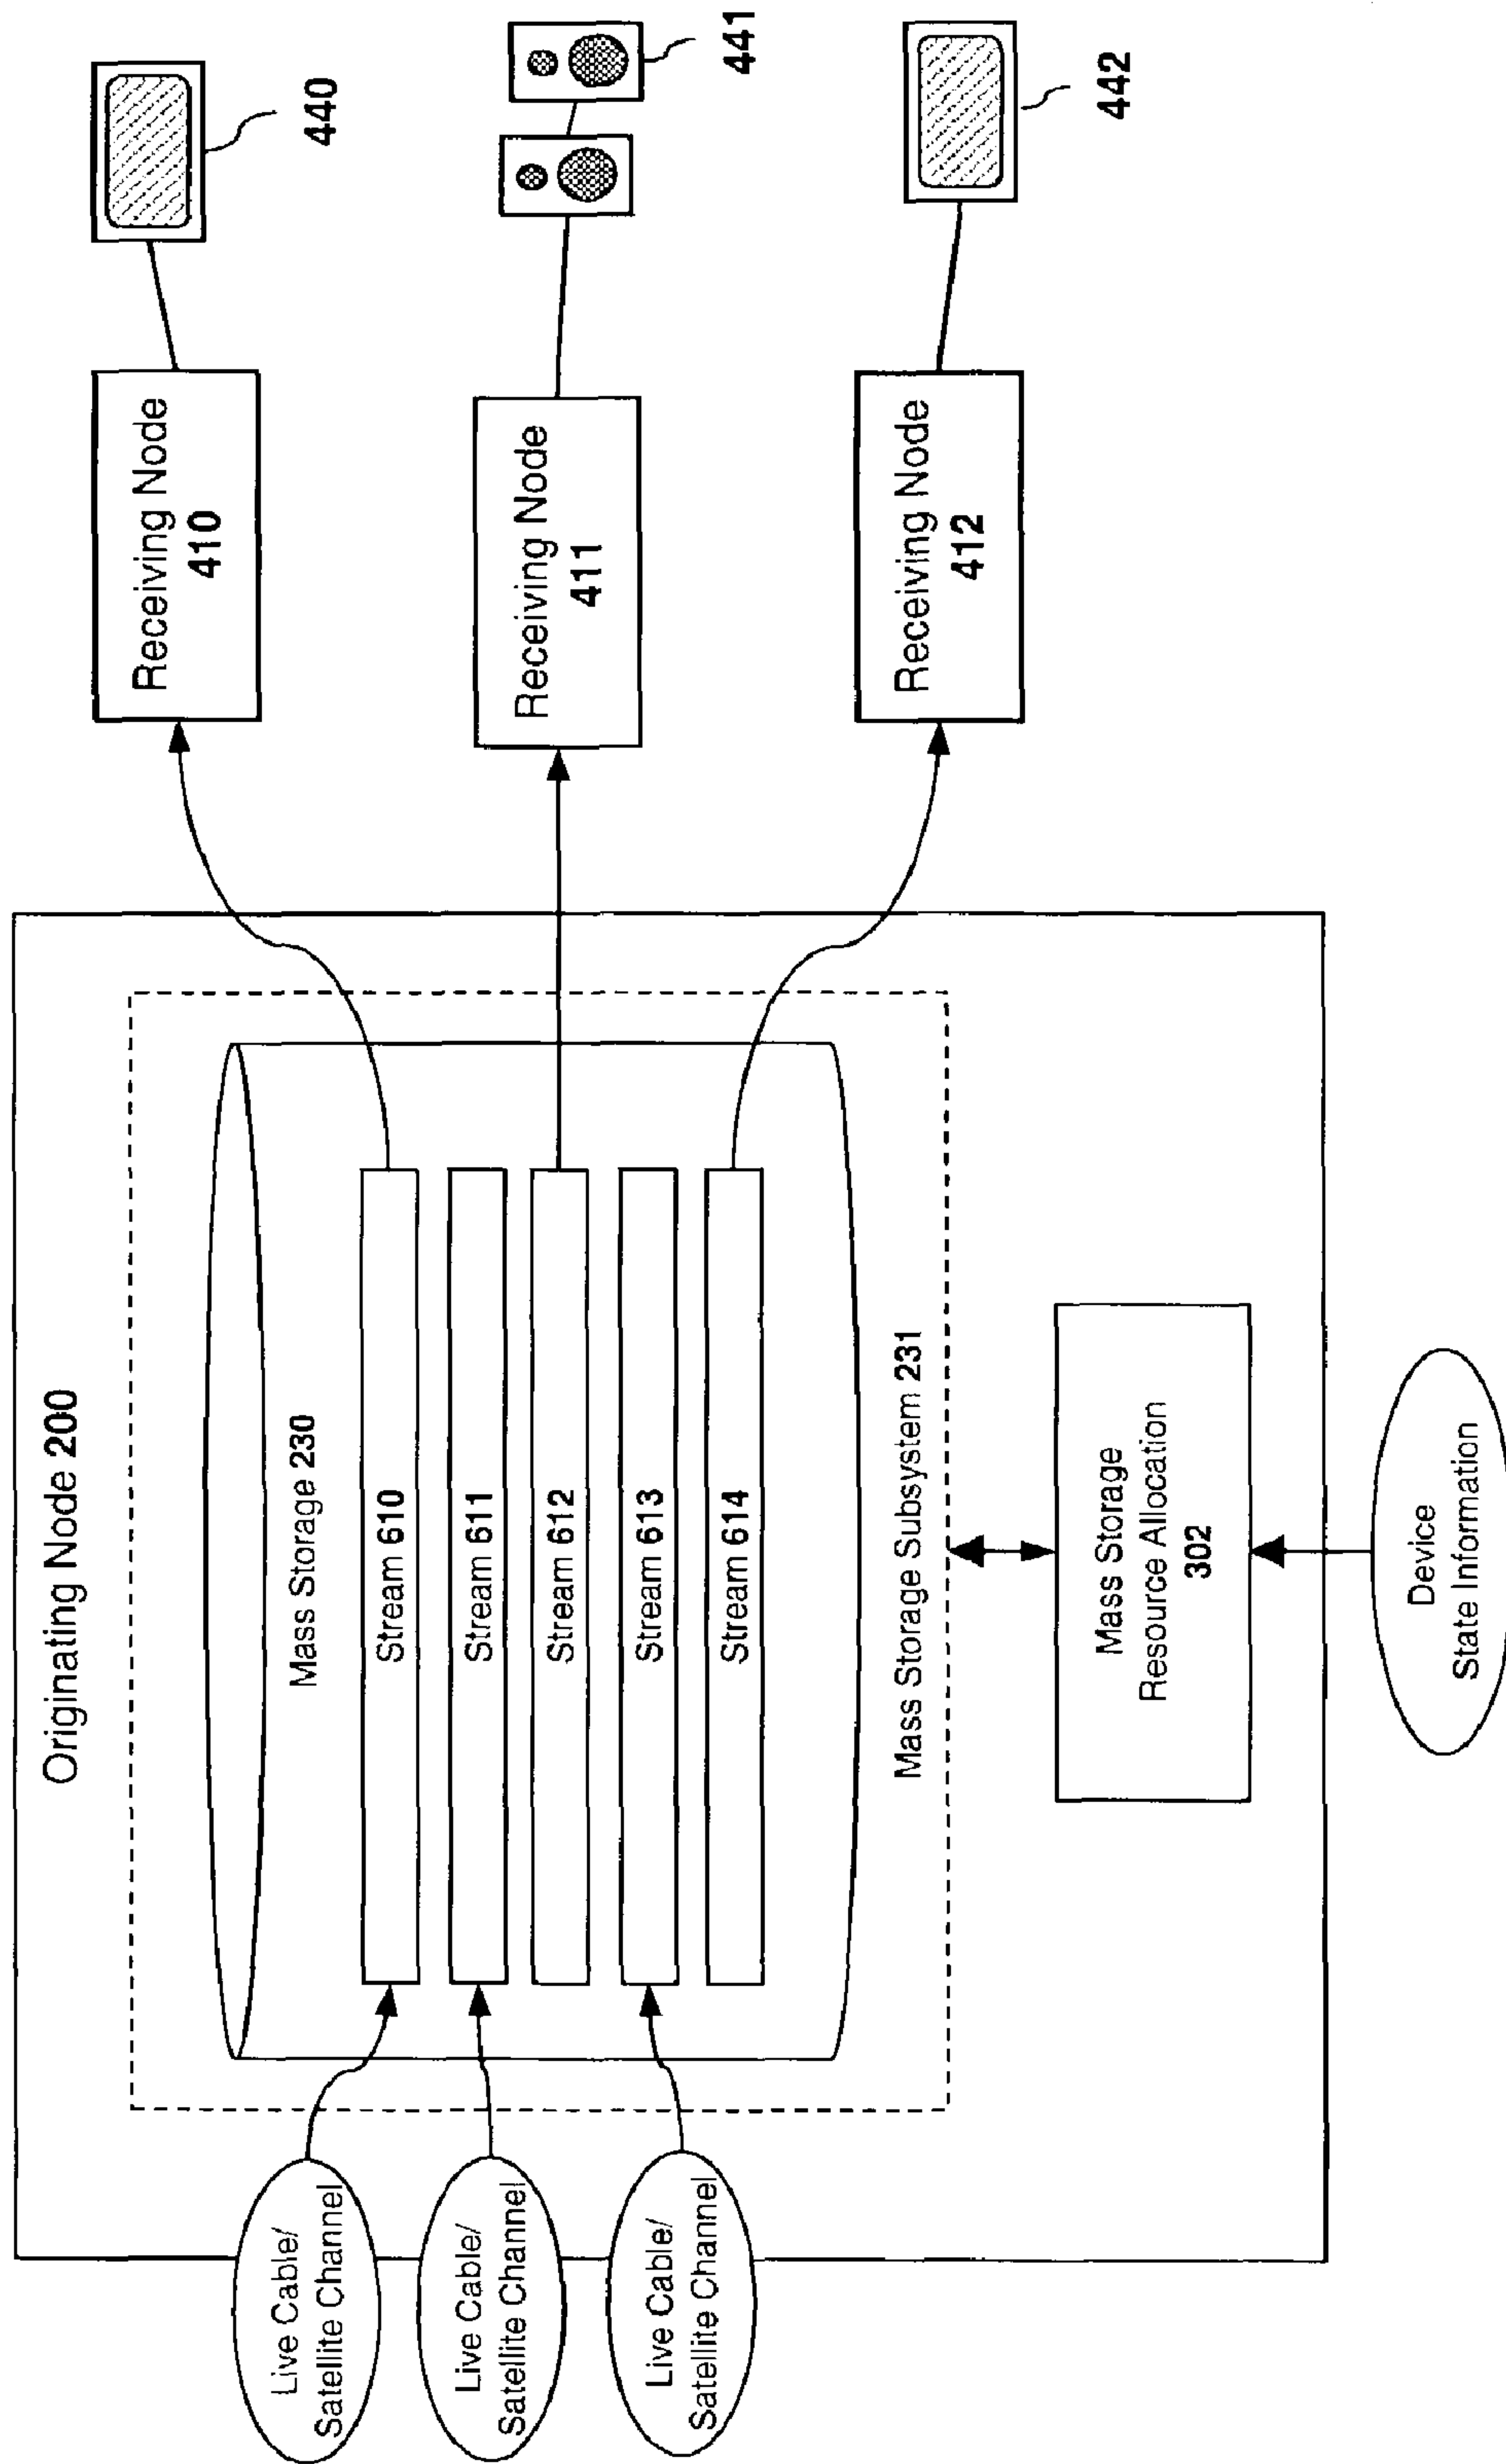 Originating Node 200
Mass Storage 230
Stream 610
Stream 611
Stream 612
Stream 613
Stream 614
Mass Storage Subsystem 231
Mass Storage
Resource Allocation
302
Device
State Information
Live Cable/
Satellite Channel
Live Cable/
Satellite Channel
Live Cable/
Satellite Channel
Receiving Node
410
Receiving Node
411
Receiving Node
412
440
441
442